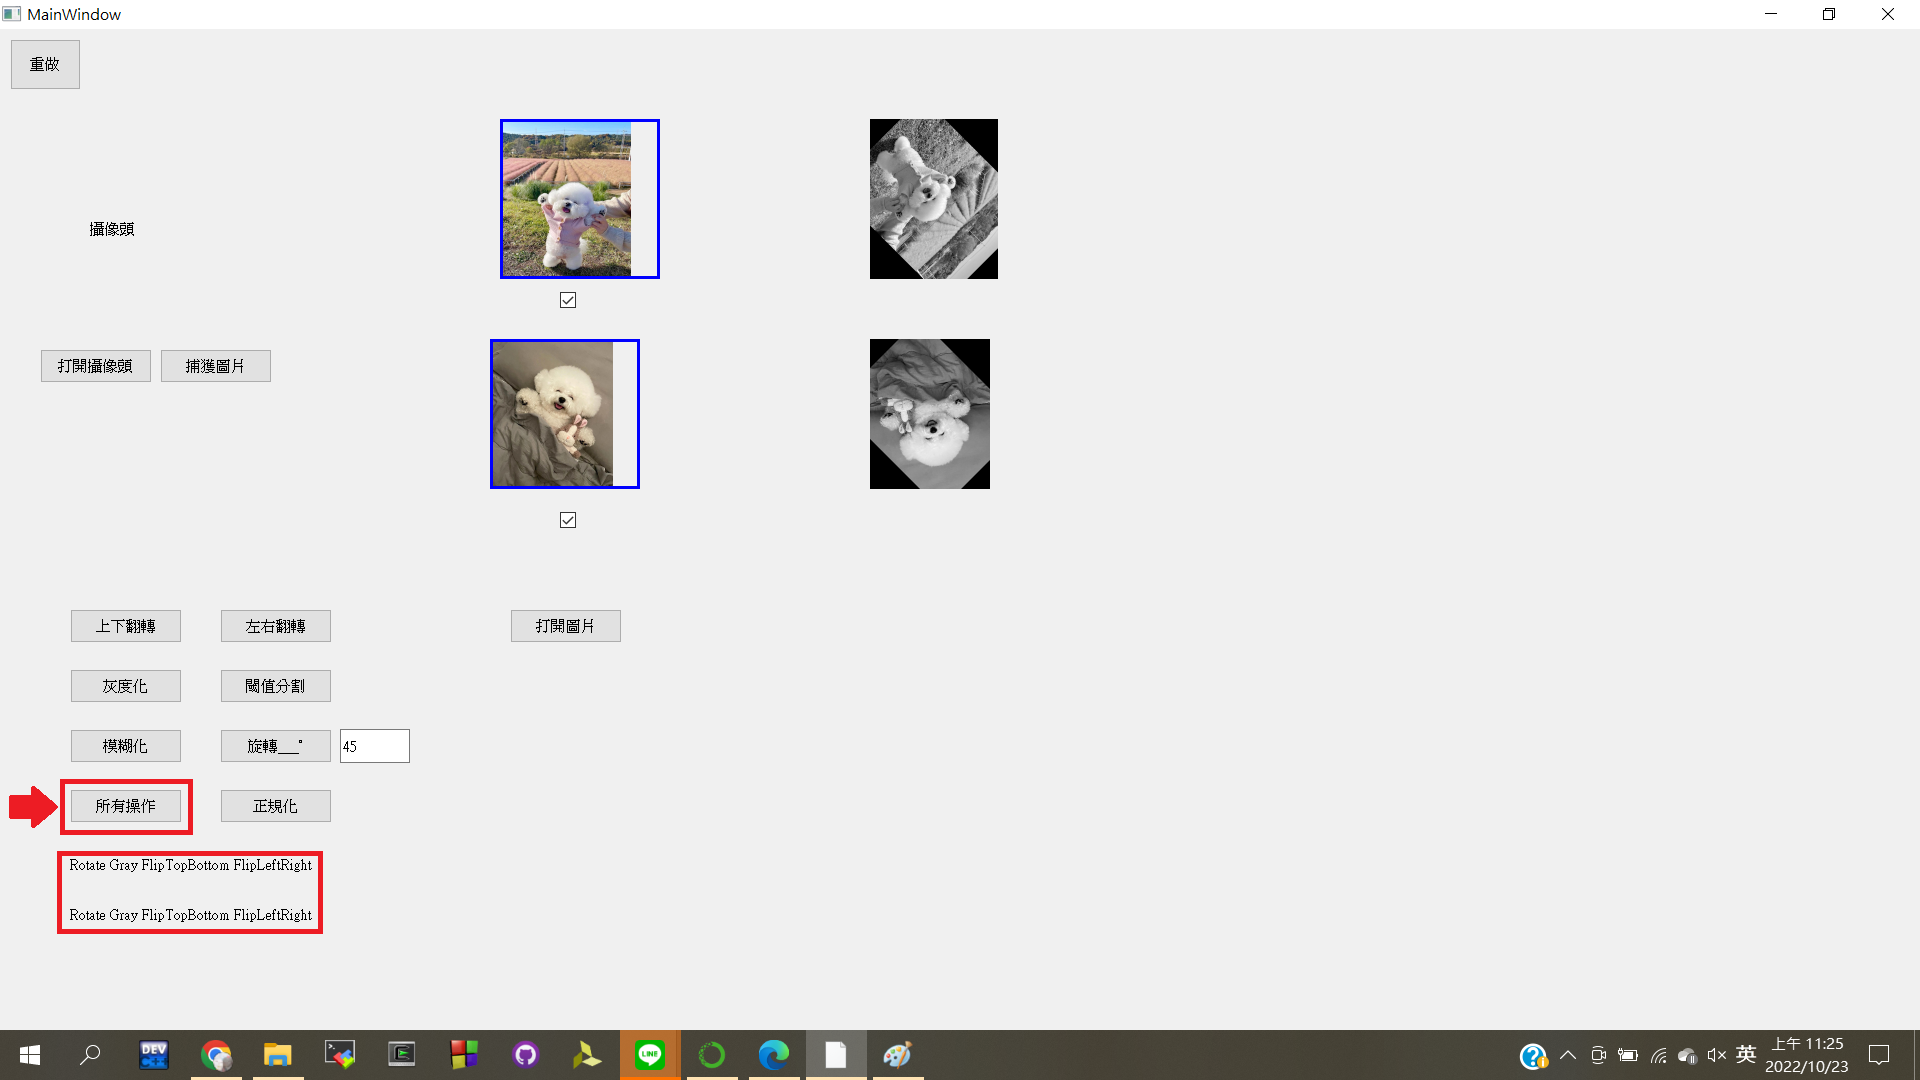 MainWindow
重做
攝像頭
打開攝像頭
捕獲圖片
上下翻轉
左右翻轉
打開圖片
灰度化
閾值分割
模糊化
旋轉___°
45
所有操作
正規化
Rotate Gray FlipTopBottom FlipLeftRight
Rotate Gray FlipTopBottom FlipLeftRight
DEV
C++
LINE
英
上午 11:25
2022/10/23